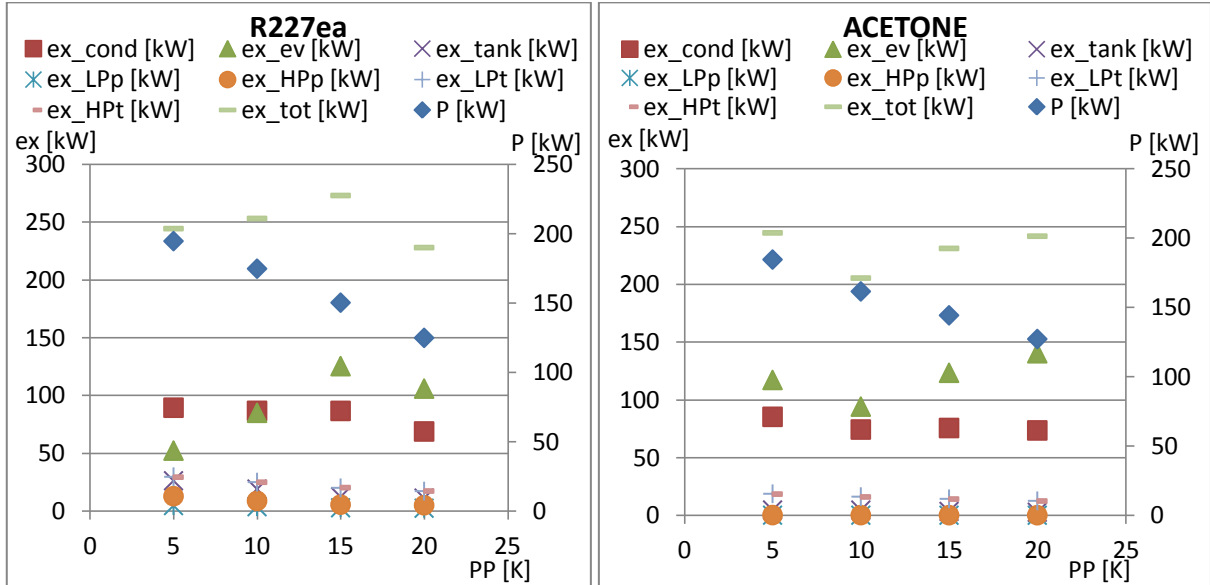 R227ea
ex_cond [kW] ex_ev [kW] ex_tank [kW]
ex_LPp [kW] ex_HPp [kW] ex_LPt [kW]
ex_HPt [kW] ex_tot [kW] P [kW]
ex [kW] P [kW]
300 250
250 200
200 150
150 100
100 50
50 0
0
0 5 10 15 20 25
PP [K]
ACETONE
ex_cond [kW] ex_ev [kW] ex_tank [kW]
ex_LPp [kW] ex_HPp [kW] ex_LPt [kW]
ex_HPt [kW] ex_tot [kW] P [kW]
ex [kW] P [kW]
300 250
250 200
200 150
150 100
100 50
50 0
0
0 5 10 15 20 25
PP [K]